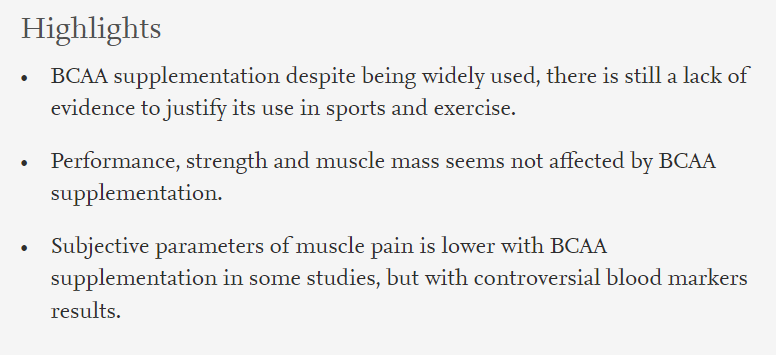 Highlights
• BCAA supplementation despite being widely used, there is still a lack of
evidence to justify its use in sports and exercise.
• Performance, strength and muscle mass seems not affected by BCAA
supplementation.
• Subjective parameters of muscle pain is lower with BCAA
supplementation in some studies, but with controversial blood markers
results.